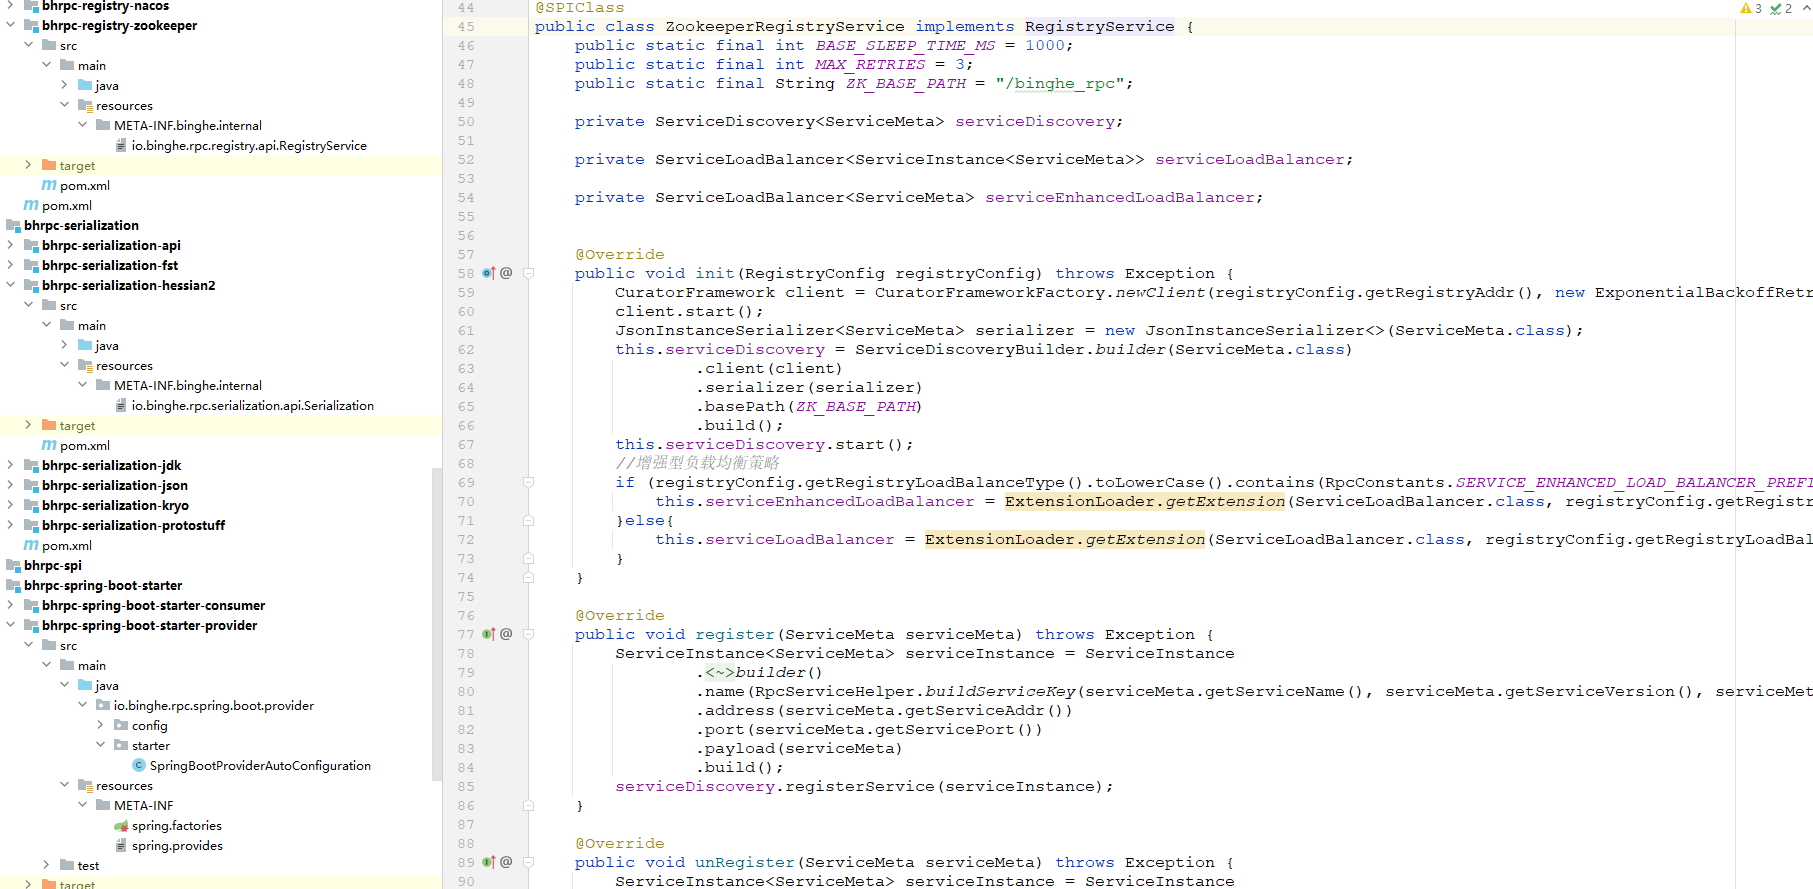 bhrpc-registry-nacos
bhrpc-registry-zookeeper
src
main
java
resources
META-INF.binghe.internal
io.binghe.rpc.registry.api.RegistryService
target
pom.xml
pom.xml
bhrpc-serialization
bhrpc-serialization-api
bhrpc-serialization-fst
bhrpc-serialization-hessian2
src
main
java
resources
META-INF.binghe.internal
io.binghe.rpc.serialization.api.Serialization
target
pom.xml
bhrpc-serialization-jdk
bhrpc-serialization-json
bhrpc-serialization-kryo
bhrpc-serialization-protostuff
pom.xml
bhrpc-spi
bhrpc-spring-boot-starter
bhrpc-spring-boot-starter-consumer
bhrpc-spring-boot-starter-provider
src
main
java
io.binghe.rpc.spring.boot.provider
config
starter
SpringBootProviderAutoConfiguration
resources
META-INF
spring.factories
spring.provides
test
target
3 2
44 @SPIClass
45 public class ZookeeperRegistryService implements RegistryService {
46 public static final int BASE_SLEEP_TIME_MS = 1000;
47 public static final int MAX_RETRIES = 3;
48 public static final String ZK_BASE_PATH = "/binghe_rpc";
49
50 private ServiceDiscovery<ServiceMeta> serviceDiscovery;
51
52 private ServiceLoadBalancer<ServiceInstance<ServiceMeta>> serviceLoadBalancer;
53
54 private ServiceLoadBalancer<ServiceMeta> serviceEnhancedLoadBalancer;
55
56
57 @Override
58 @ public void init(RegistryConfig registryConfig) throws Exception {
59 CuratorFramework client = CuratorFrameworkFactory.newClient(registryConfig.getRegistryAddr(), new ExponentialBackoffRetr
60 client.start();
61 JsonInstanceSerializer<ServiceMeta> serializer = new JsonInstanceSerializer<>(ServiceMeta.class);
62 this.serviceDiscovery = ServiceDiscoveryBuilder.builder(ServiceMeta.class)
63 .client(client)
64 .serializer(serializer)
65 .basePath(ZK_BASE_PATH)
66 .build();
67 this.serviceDiscovery.start();
68 //增强型负载均衡策略
69 if (registryConfig.getRegistryLoadBalanceType().toLowerCase().contains(RpcConstants.SERVICE_ENHANCED_LOAD_BALANCER_PREFI
70 this.serviceEnhancedLoadBalancer = ExtensionLoader.getExtension(ServiceLoadBalancer.class, registryConfig.getRegistr
71 }else{
72 this.serviceLoadBalancer = ExtensionLoader.getExtension(ServiceLoadBalancer.class, registryConfig.getRegistryLoadBal
73 }
74 }
75
76 @Override
77 @ public void register(ServiceMeta serviceMeta) throws Exception {
78 ServiceInstance<ServiceMeta> serviceInstance = ServiceInstance
79 .<~>builder()
80 .name(RpcServiceHelper.buildServiceKey(serviceMeta.getServiceName(), serviceMeta.getServiceVersion(), serviceMet
81 .address(serviceMeta.getServiceAddr())
82 .port(serviceMeta.getServicePort())
83 .payload(serviceMeta)
84 .build();
85 serviceDiscovery.registerService(serviceInstance);
86 }
87
88 @Override
89 @ public void unRegister(ServiceMeta serviceMeta) throws Exception {
90 ServiceInstance<ServiceMeta> serviceInstance = ServiceInstance